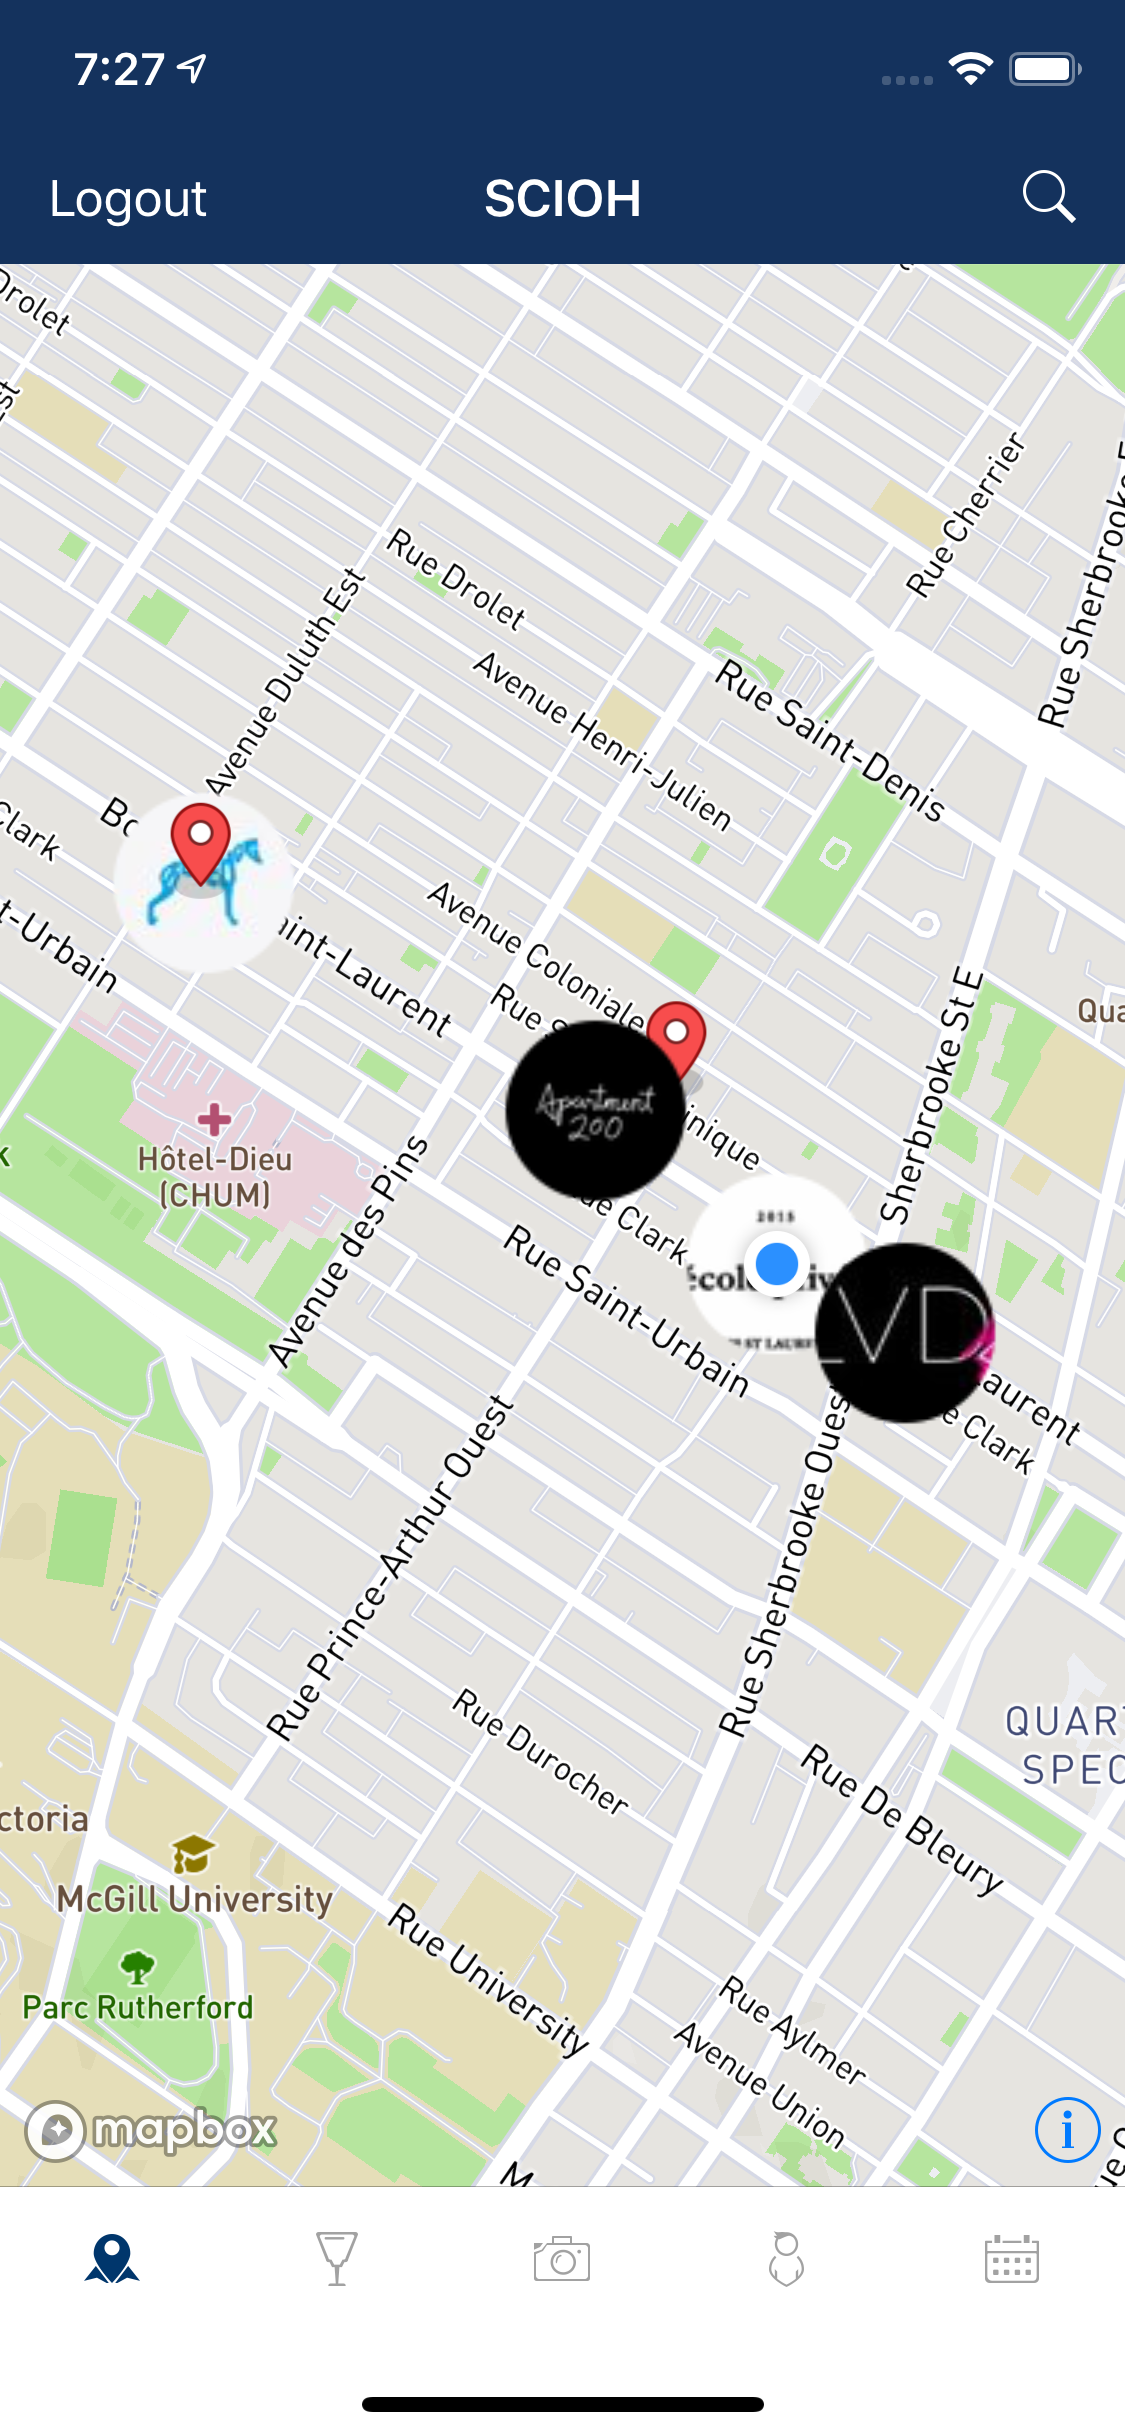 7:27
Logout
SCIOH
Drolet
Rue Cherrier
Rue Sherbrooke E
Rue Drolet
Avenue Duluth Est
Avenue Henri-Julien
Rue Saint-Denis
Clark
t-Urbain
aint-Laurent
Avenue Coloniale
Rue S
inique
Apartment
200
Sherbrooke St E
Qua
Hôtel-Dieu
(CHUM)
Avenue des Pins
ue Clark
Rue Saint-Urbain
2015
école
ST LAUR
LVD
Laurent
e Clark
Rue Sherbrooke Ouest
Rue Prince-Arthur Ouest
Rue Durocher
Rue De Bleury
QUAR
SPEC
ctoria
McGill University
Parc Rutherford
Rue University
Rue Aylmer
Avenue Union
mapbox
i
M